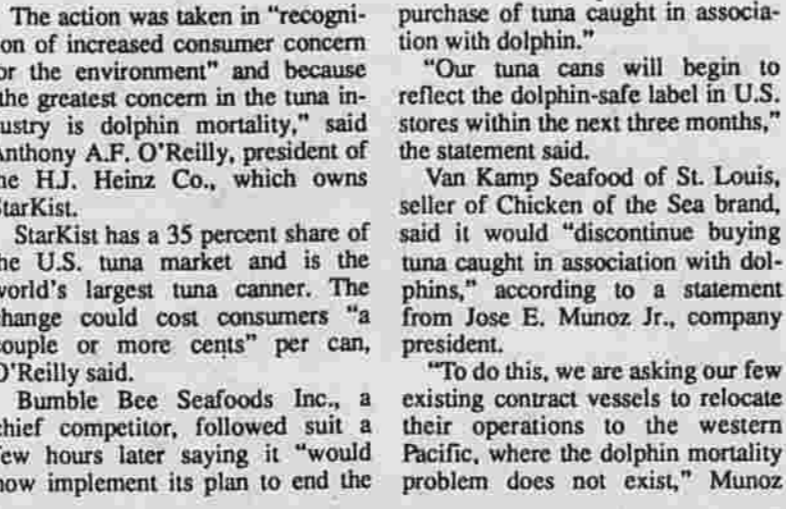 The action was taken in “recogni-
on of increased consumer concern
or the environment” and because
the greatest concern in the tuna in-
ustry is dolphin mortality,” said
Anthony A.F. O’Reilly, president of
he H.J. Heinz Co., which owns
StarKist.
StarKist has a 35 percent share of
he U.S. tuna market and is the
world’s largest tuna canner. The
change could cost consumers “a
couple or more cents” per can,
O’Reilly said.
Bumble Bee Seafoods Inc., a
chief competitor, followed suit a
few hours later saying it “would
now implement its plan to end the
purchase of tuna caught in associa-
tion with dolphin.”
“Our tuna cans will begin to
reflect the dolphin-safe label in U.S.
stores within the next three months,”
the statement said.
Van Kamp Seafood of St. Louis,
seller of Chicken of the Sea brand,
said it would “discontinue buying
tuna caught in association with dol-
phins,” according to a statement
from Jose E. Munoz Jr., company
president.
“To do this, we are asking our few
existing contract vessels to relocate
their operations to the western
Pacific, where the dolphin mortality
problem does not exist,” Munoz